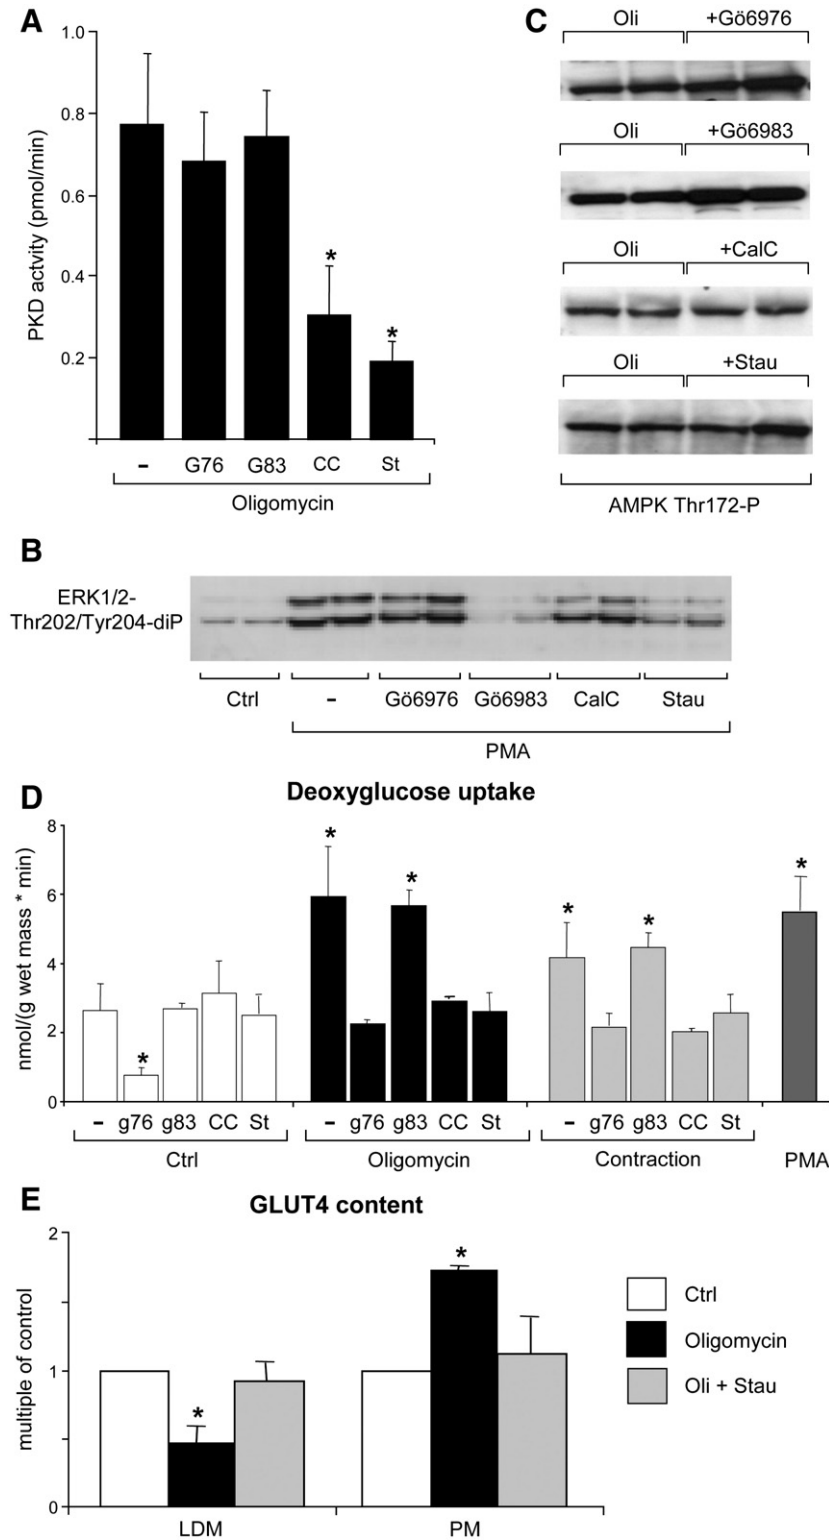 A
1.0
0.8
0.6
0.4
0.2
PKD actvity (pmol/min)
* *
– G76 G83 CC St
Oligomycin
C
Oli +Gö6976
Oli +Gö6983
Oli +CalC
Oli +Stau
AMPK Thr172-P
B
ERK1/2-
Thr202/Tyr204-diP
Ctrl – Gö6976 Gö6983 CalC Stau
PMA
D
Deoxyglucose uptake
8
6
4
2
0
nmol/(g wet mass * min)
* * * * * *
– g76 g83 CC St – g76 g83 CC St – g76 g83 CC St
Ctrl Oligomycin Contraction PMA
E
GLUT4 content
2
1
0
multiple of control
* *
LDM PM
Ctrl
Oligomycin
Oli + Stau